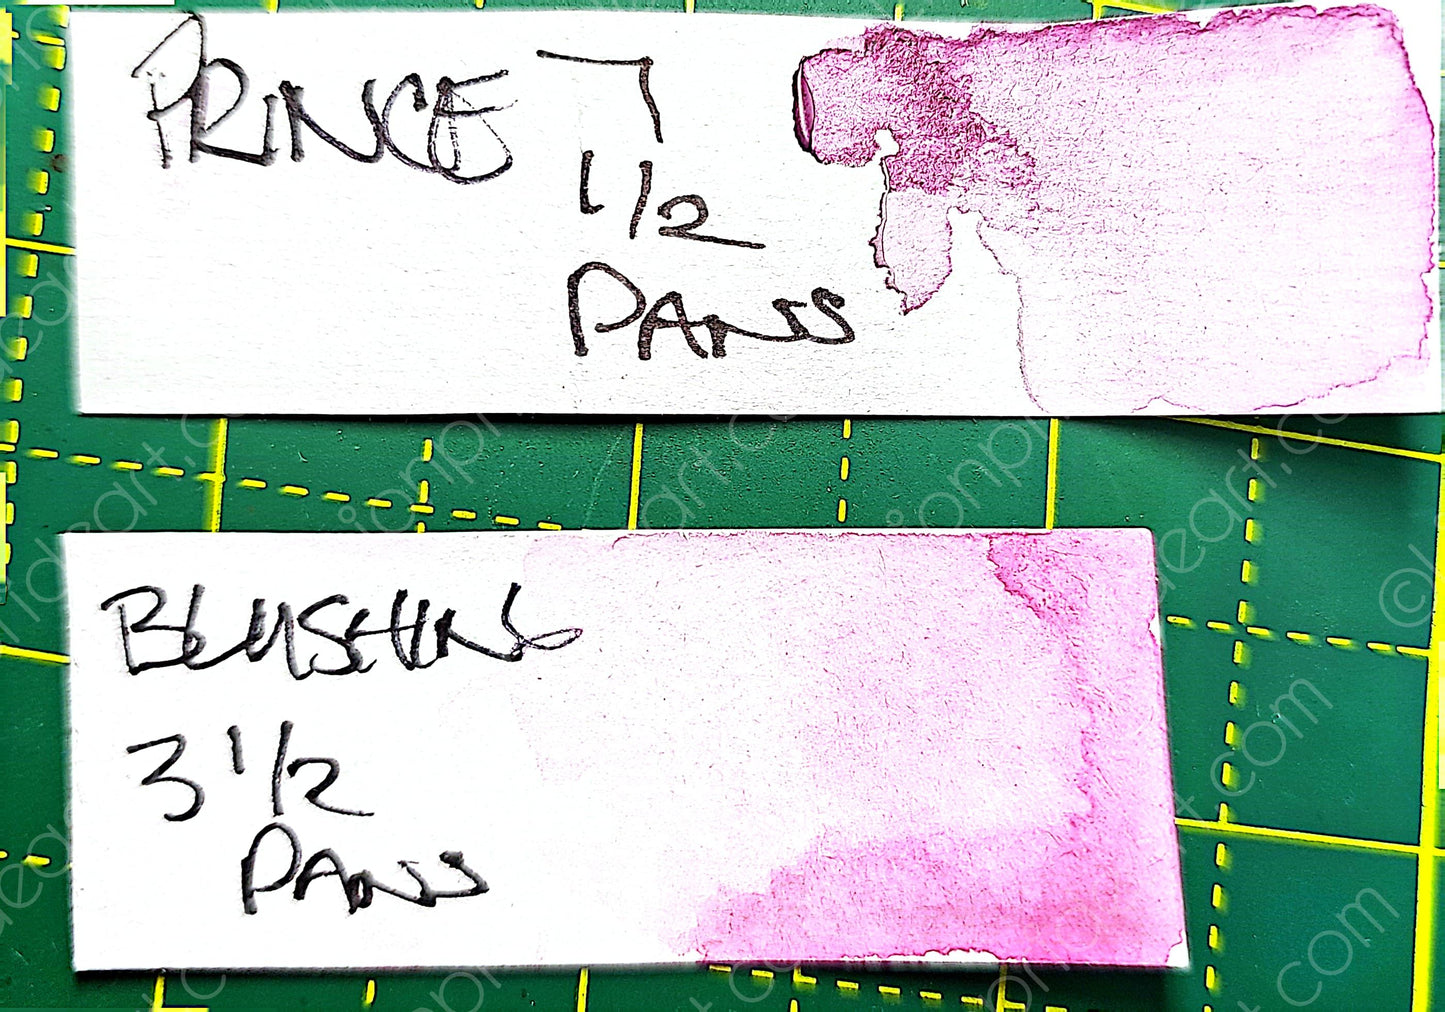 PRINCE 7
1/2
PANS
BLUSHING
3 1/2
PANS